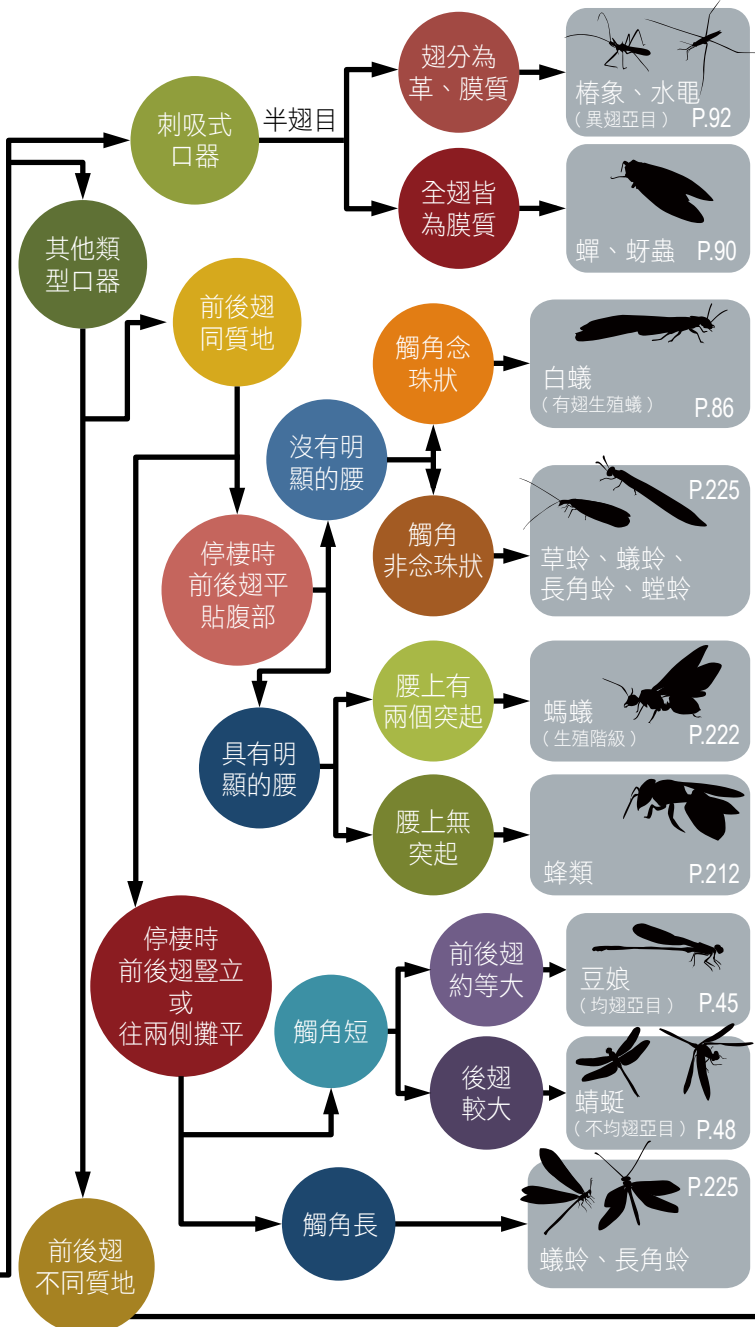 刺吸式
口器
半翅目
翅分為
革、膜質
椿象、水黽
（異翅亞目） P.92
全翅皆
為膜質
蟬、蚜蟲 P.90
其他類
型口器
前後翅
同質地
沒有明
顯的腰
觸角念
珠狀
白蟻
（有翅生殖蟻） P.86
觸角
非念珠狀
P.225
草蛉、蟻蛉、
長角蛉、螳蛉
停棲時
前後翅平
貼腹部
具有明
顯的腰
腰上有
兩個突起
螞蟻
（生殖階級） P.222
腰上無
突起
蜂類 P.212
停棲時
前後翅豎立
或
往兩側攤平
觸角短
前後翅
約等大
豆娘
（均翅亞目） P.45
後翅
較大
蜻蜓
（不均翅亞目） P.48
觸角長
P.225
蟻蛉、長角蛉
前後翅
不同質地